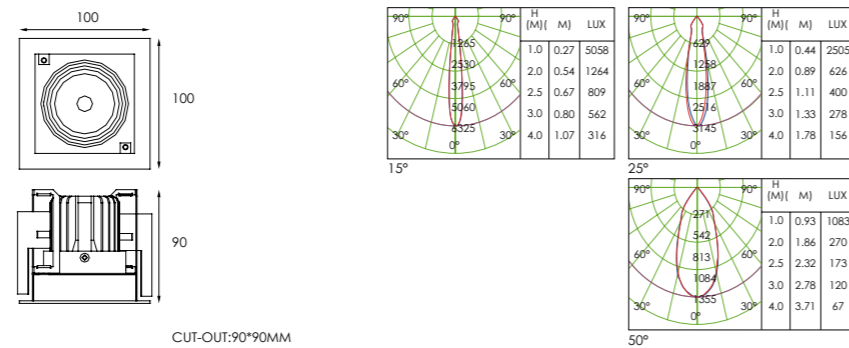 100
100
90
CUT-OUT:90*90MM
90° 90°
1265
2530
3795
60° 60°
5060
6325
30° 30°
0°
H
(M)( M) LUX
1.0 0.27 5058
2.0 0.54 1264
2.5 0.67 809
3.0 0.80 562
4.0 1.07 316
15°
90° 90°
629
1258
1887
60° 60°
2516
3145
30° 30°
0°
H
(M)( M) LUX
1.0 0.44 2505
2.0 0.89 626
2.5 1.11 400
3.0 1.33 278
4.0 1.78 156
25°
90° 90°
271
542
813
60° 60°
1084
1355
30° 30°
0°
H
(M)( M) LUX
1.0 0.93 1083
2.0 1.86 270
2.5 2.32 173
3.0 2.78 120
4.0 3.71 67
50°